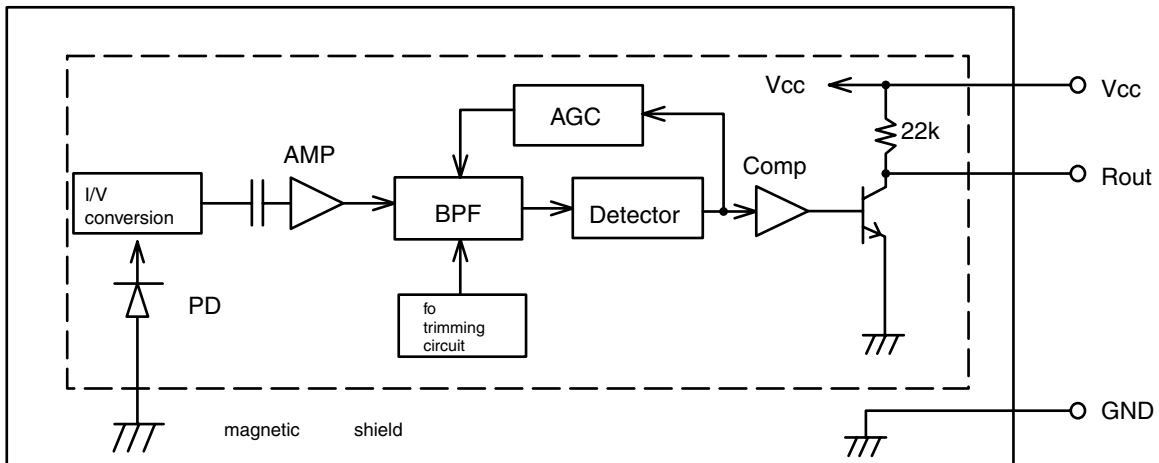 Vcc
Vcc
AGC
22k
AMP
Comp
Rout
I/V
conversion
BPF
Detector
PD
fo
trimming
circuit
GND
magnetic shield